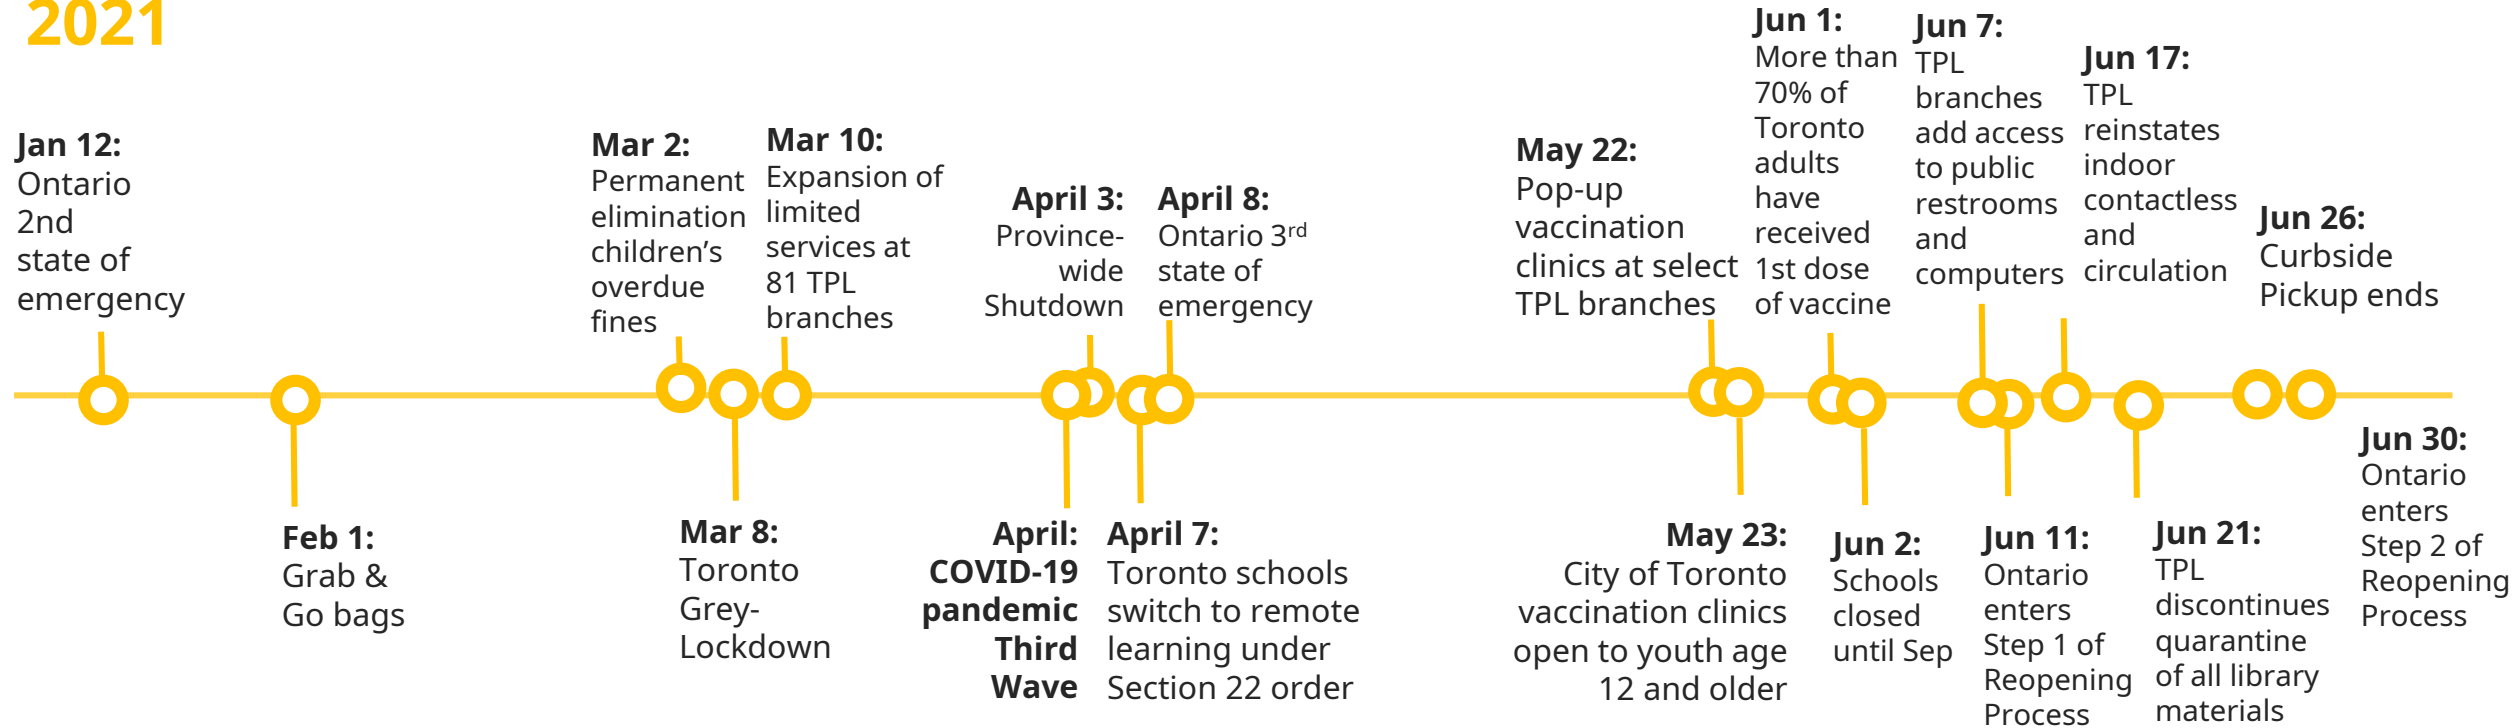 2021
Jan 12:
Ontario
2nd
state of
emergency
Feb 1:
Grab &
Go bags
Mar 2:
Permanent
elimination
children’s
overdue
fines
Mar 8:
Toronto
Grey-
Lockdown
Mar 10:
Expansion of
limited
services at
81 TPL
branches
April:
COVID-19
pandemic
Third
Wave
April 3:
Province-
wide
Shutdown
April 7:
Toronto schools
switch to remote
learning under
Section 22 order
April 8:
Ontario 3rd
state of
emergency
May 22:
Pop-up
vaccination
clinics at select
TPL branches
May 23:
City of Toronto
vaccination clinics
open to youth age
12 and older
Jun 1:
More than
70% of
Toronto
adults
have
received
1st dose
of vaccine
Jun 2:
Schools
closed
until Sep
Jun 7:
TPL
branches
add access
to public
restrooms
and
computers
Jun 11:
Ontario
enters
Step 1 of
Reopening
Process
Jun 17:
TPL
reinstates
indoor
contactless
and
circulation
Jun 21:
TPL
discontinues
quarantine
of all library
materials
Jun 26:
Curbside
Pickup ends
Jun 30:
Ontario
enters
Step 2 of
Reopening
Process